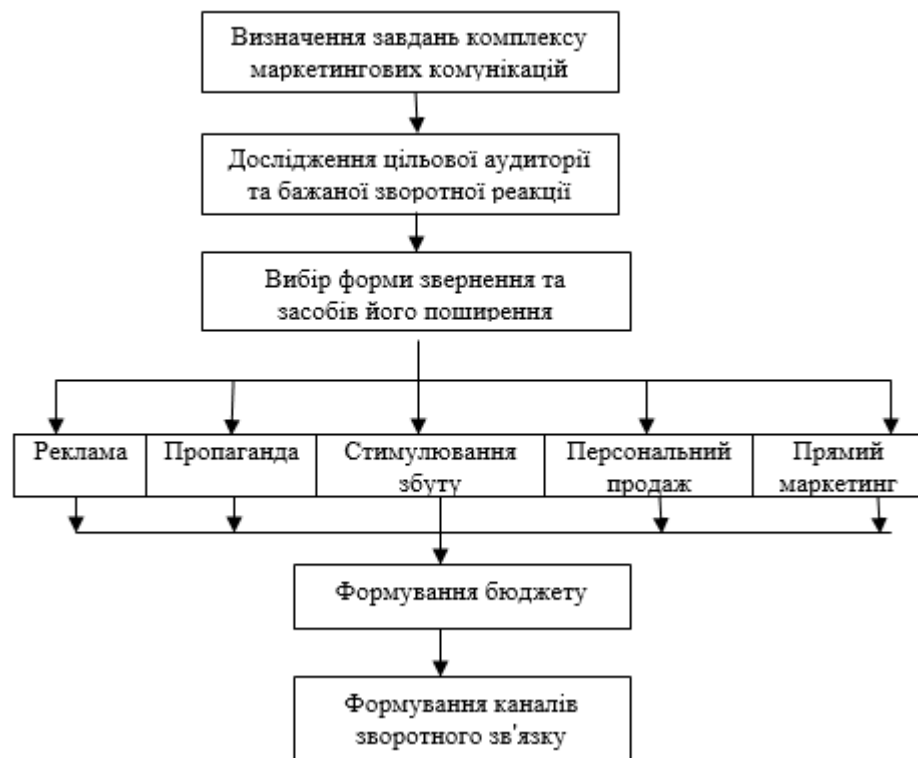 Визначення завдань комплексу
маркетингових комунікацій
Дослідження цільової аудиторії
та бажаної зворотної реакції
Вибір форми звернення та
засобів його поширення
Реклама
Пропаганда
Стимулювання
збуту
Персональний
продаж
Прямий
маркетинг
Формування бюджету
Формування каналів
зворотного зв'язку